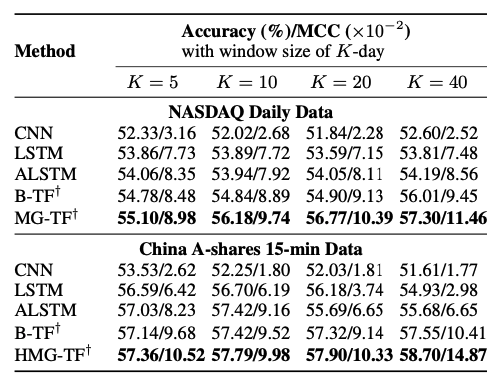 Accuracy (%)/MCC (×10⁻²)
Method with window size of K-day
K = 5 K = 10 K = 20 K = 40
NASDAQ Daily Data
CNN 52.33/3.16 52.02/2.68 51.84/2.28 52.60/2.52
LSTM 53.86/7.73 53.89/7.72 53.59/7.15 53.81/7.48
ALSTM 54.06/8.35 53.94/7.92 54.05/8.11 54.19/8.56
B-TF† 54.78/8.48 54.84/8.89 54.90/9.13 56.01/9.45
MG-TF† 55.10/8.98 56.18/9.74 56.77/10.39 57.30/11.46
China A-shares 15-min Data
CNN 53.53/2.62 52.25/1.80 52.03/1.81 51.61/1.77
LSTM 56.59/6.42 56.70/6.19 56.18/3.74 54.93/2.98
ALSTM 57.03/8.23 57.42/9.16 55.69/6.65 55.68/6.65
B-TF† 57.14/9.68 57.42/9.52 57.32/9.14 57.55/10.41
HMG-TF† 57.36/10.52 57.79/9.98 57.90/10.33 58.70/14.87